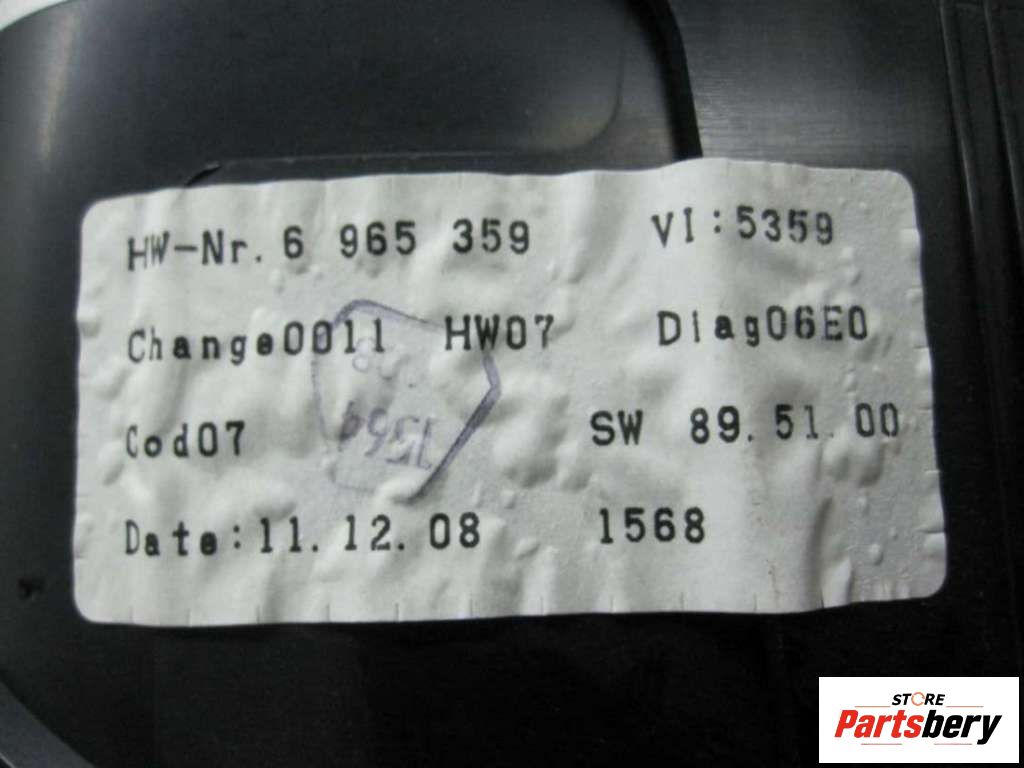 HW-Nr. 6 965 359 VI:5359
Change0011 HW07 Diag06E0
Cod07 SW 89.51.00
Date:11.12.08 1568
1564
STORE
Partsbery